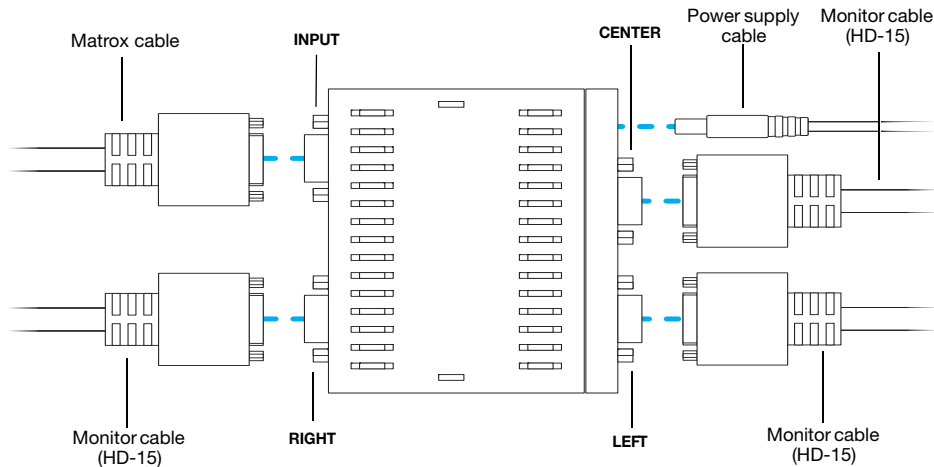 Matrox cable
INPUT
CENTER
Power supply
cable
Monitor cable
(HD-15)
Monitor cable
(HD-15)
RIGHT
LEFT
Monitor cable
(HD-15)